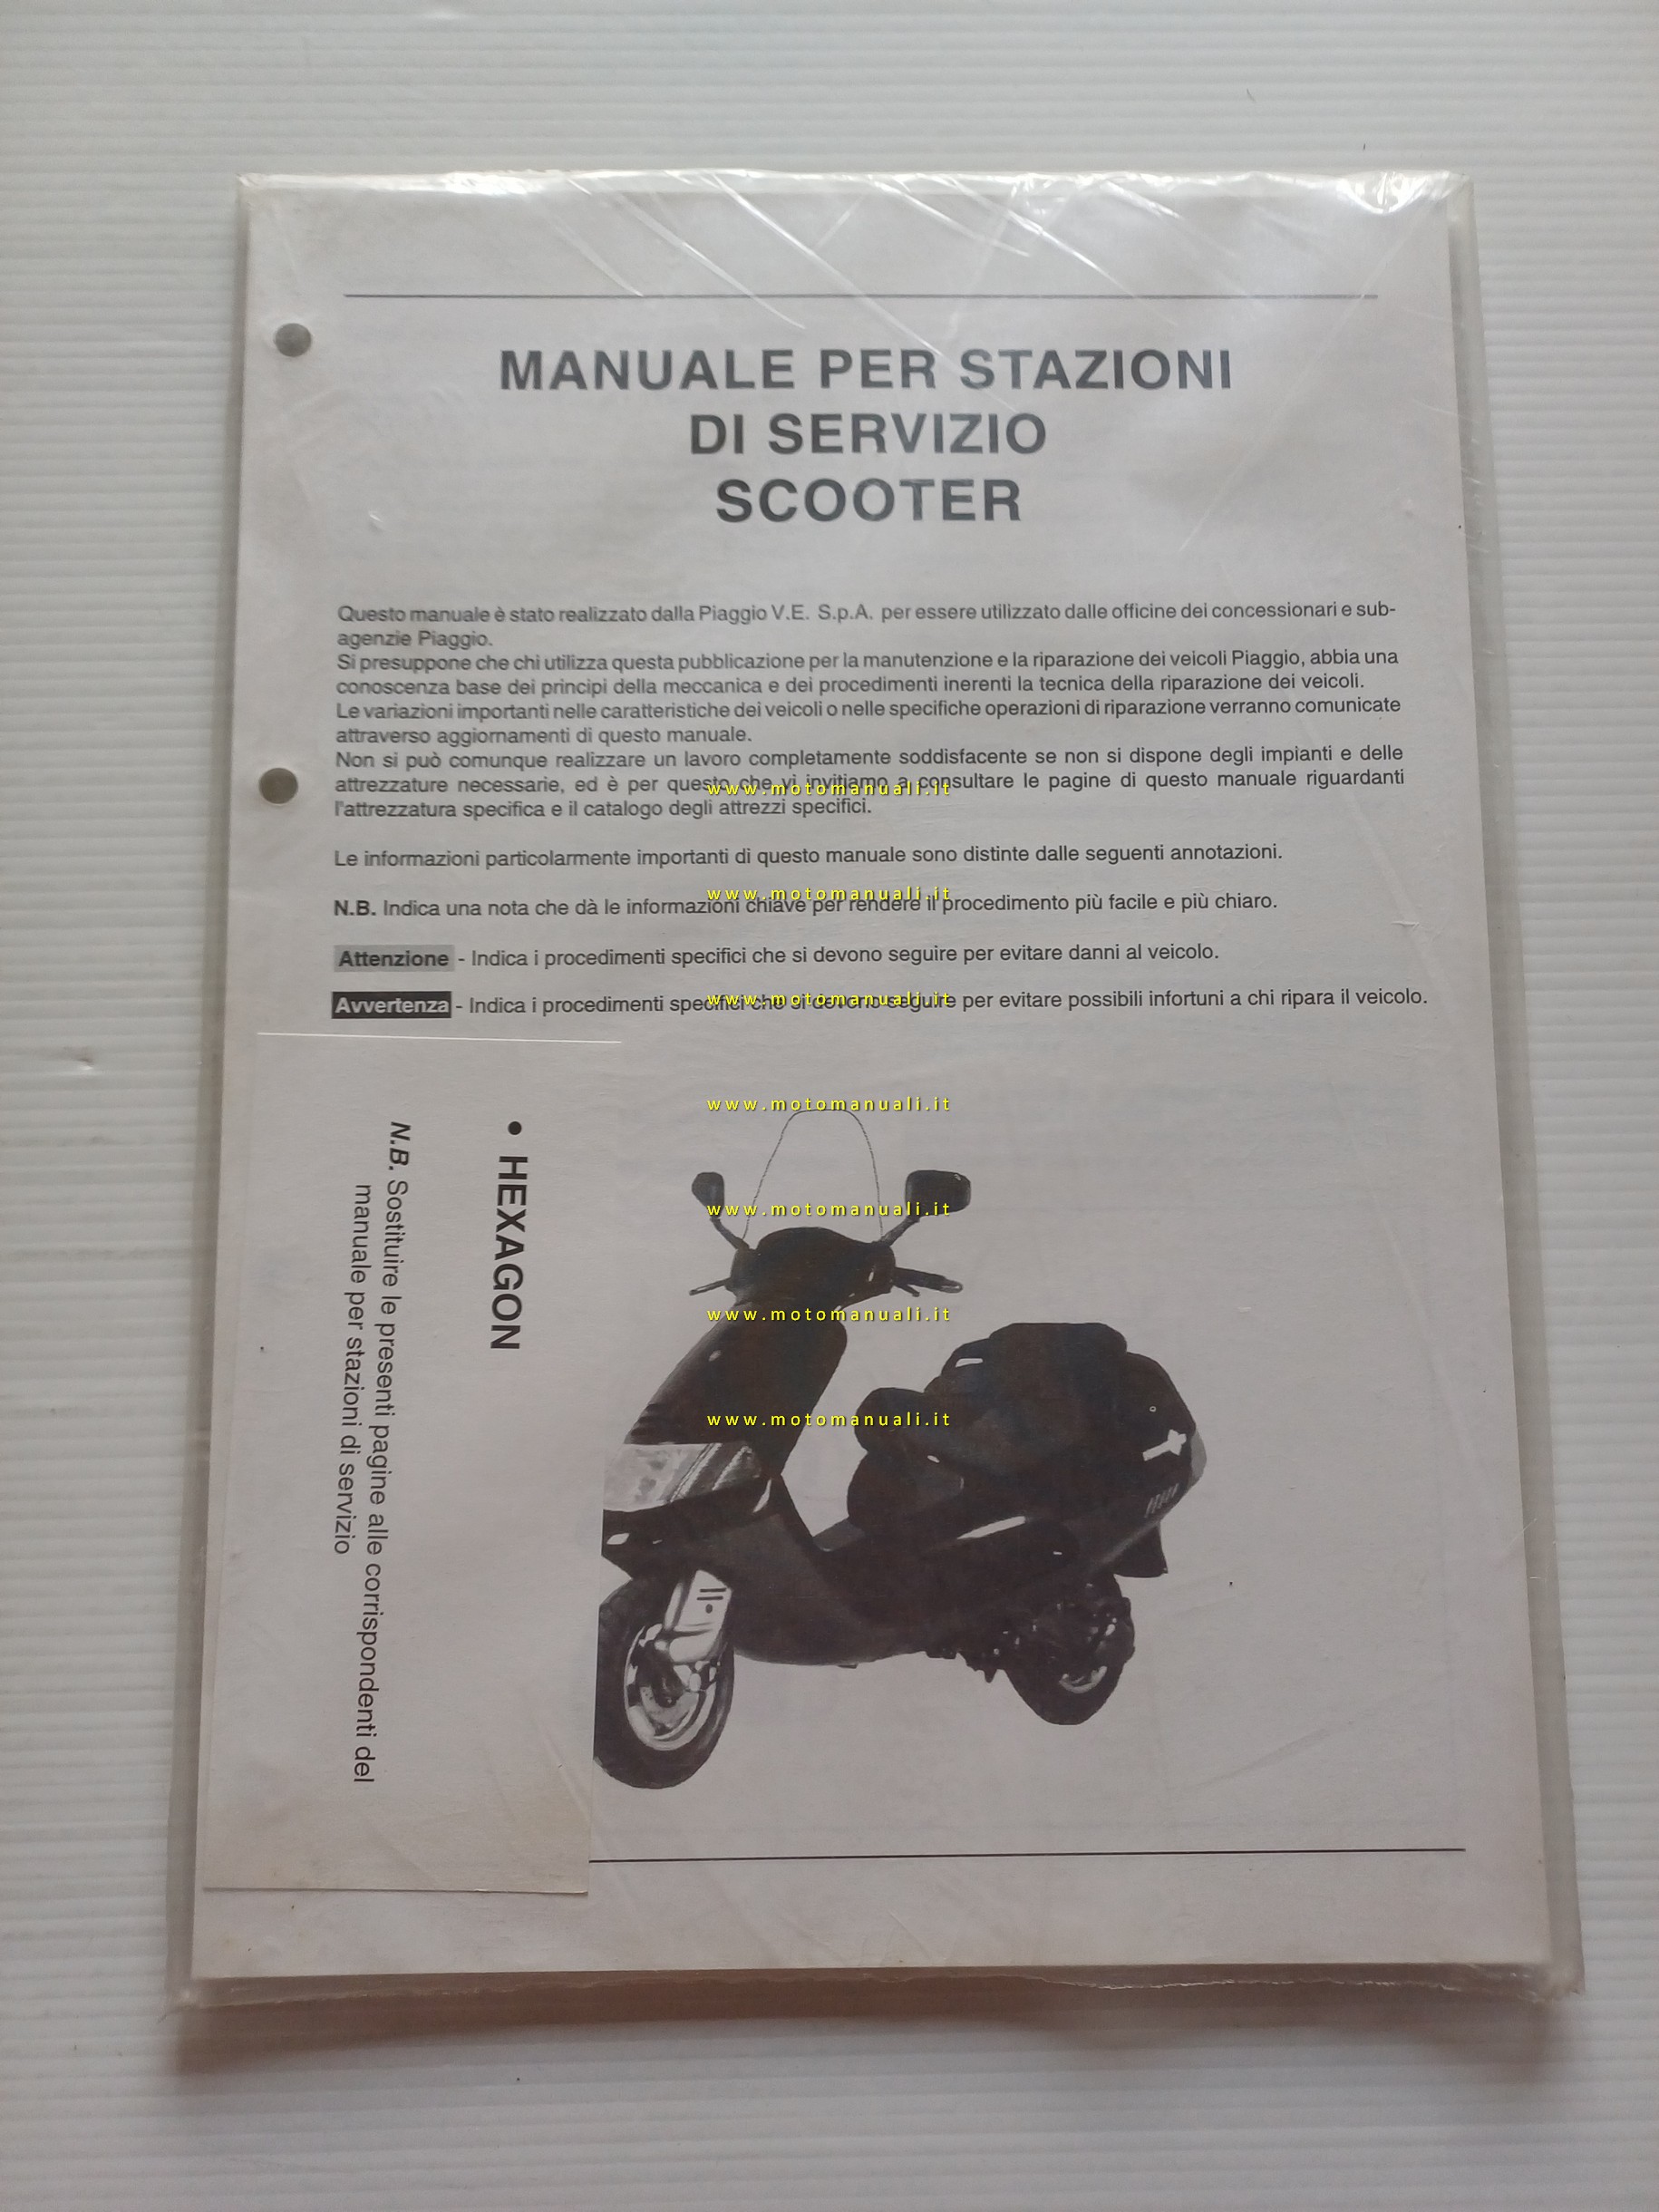 MANUALE PER STAZIONI
DI SERVIZIO
SCOOTER
Questo manuale è stato realizzato dalla Piaggio V.E. S.p.A. per essere utilizzato dalle officine dei concessionari e sub-
agenzie Piaggio.
Si presuppone che chi utilizza questa pubblicazione per la manutenzione e la riparazione dei veicoli Piaggio, abbia una
conoscenza base dei principi della meccanica e dei procedimenti inerenti la tecnica della riparazione dei veicoli.
Le variazioni importanti nelle caratteristiche dei veicoli o nelle specifiche operazioni di riparazione verranno comunicate
attraverso aggiornamenti di questo manuale.
Non si può comunque realizzare un lavoro completamente soddisfacente se non si dispone degli impianti e delle
attrezzature necessarie, ed è per questo che vi invitiamo a consultare le pagine di questo manuale riguardanti
www.motomanuali.it
l'attrezzatura specifica e il catalogo degli attrezzi specifici.
Le informazioni particolarmente importanti di questo manuale sono distinte dalle seguenti annotazioni.
www.motomanuali.it
N.B. Indica una nota che dà le informazioni chiave per rendere il procedimento più facile e più chiaro.
Attenzione - Indica i procedimenti specifici che si devono seguire per evitare danni al veicolo.
Avvertenza - Indica i procedimenti specifici che si devono seguire per evitare possibili infortuni a chi ripara il veicolo.
www.motomanuali.it
www.motomanuali.it
www.motomanuali.it
www.motomanuali.it
www.motomanuali.it
• HEXAGON
N.B. Sostituire le presenti pagine alle corrispondenti del
manuale per stazioni di servizio